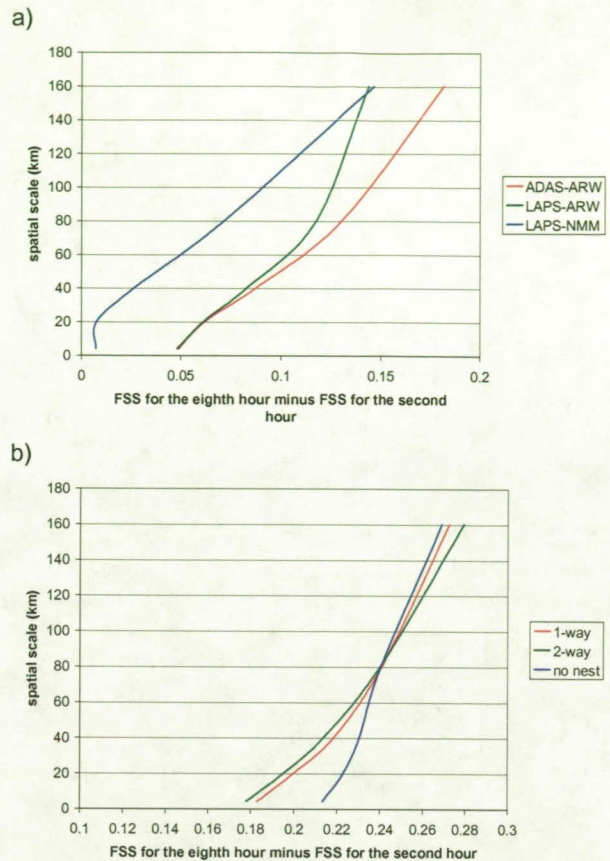 a)
180
160
140
120
100
80
60
40
20
0
spatial scale (km)
0
0.05
0.1
0.15
0.2
FSS for the eighth hour minus FSS for the second
hour
ADAS-ARW
LAPS-ARW
LAPS-NMM
b)
180
160
140
120
100
80
60
40
20
0
spatial scale (km)
0.1
0.12
0.14
0.16
0.18
0.2
0.22
0.24
0.26
0.28
0.3
FSS for the eighth hour minus FSS for the second hour
1-way
2-way
no nest